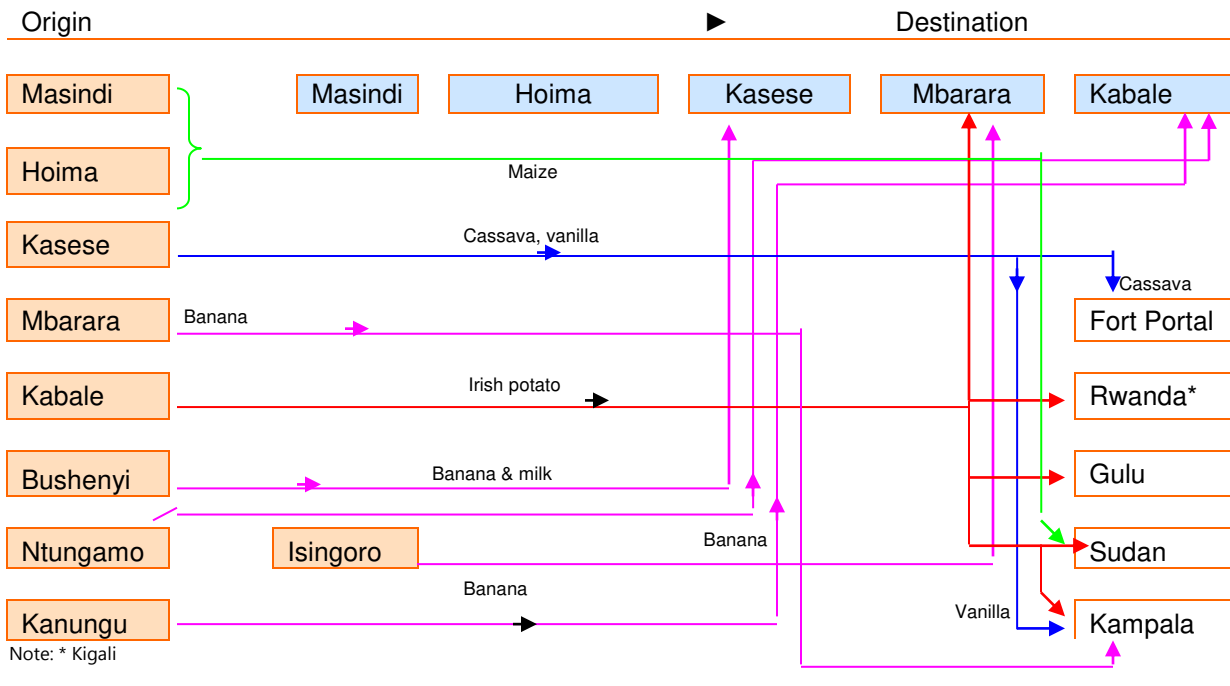 Origin ► Destination
Masindi Masindi Hoima Kasese Mbarara Kabale
Hoima
Maize
Kasese
Cassava, vanilla
Cassava
Mbarara
Banana
Fort Portal
Kabale
Irish potato
Rwanda*
Bushenyi
Banana & milk
Gulu
Ntungamo
Isingoro
Banana
Sudan
Banana
Kanungu
Vanilla
Kampala
Note: * Kigali